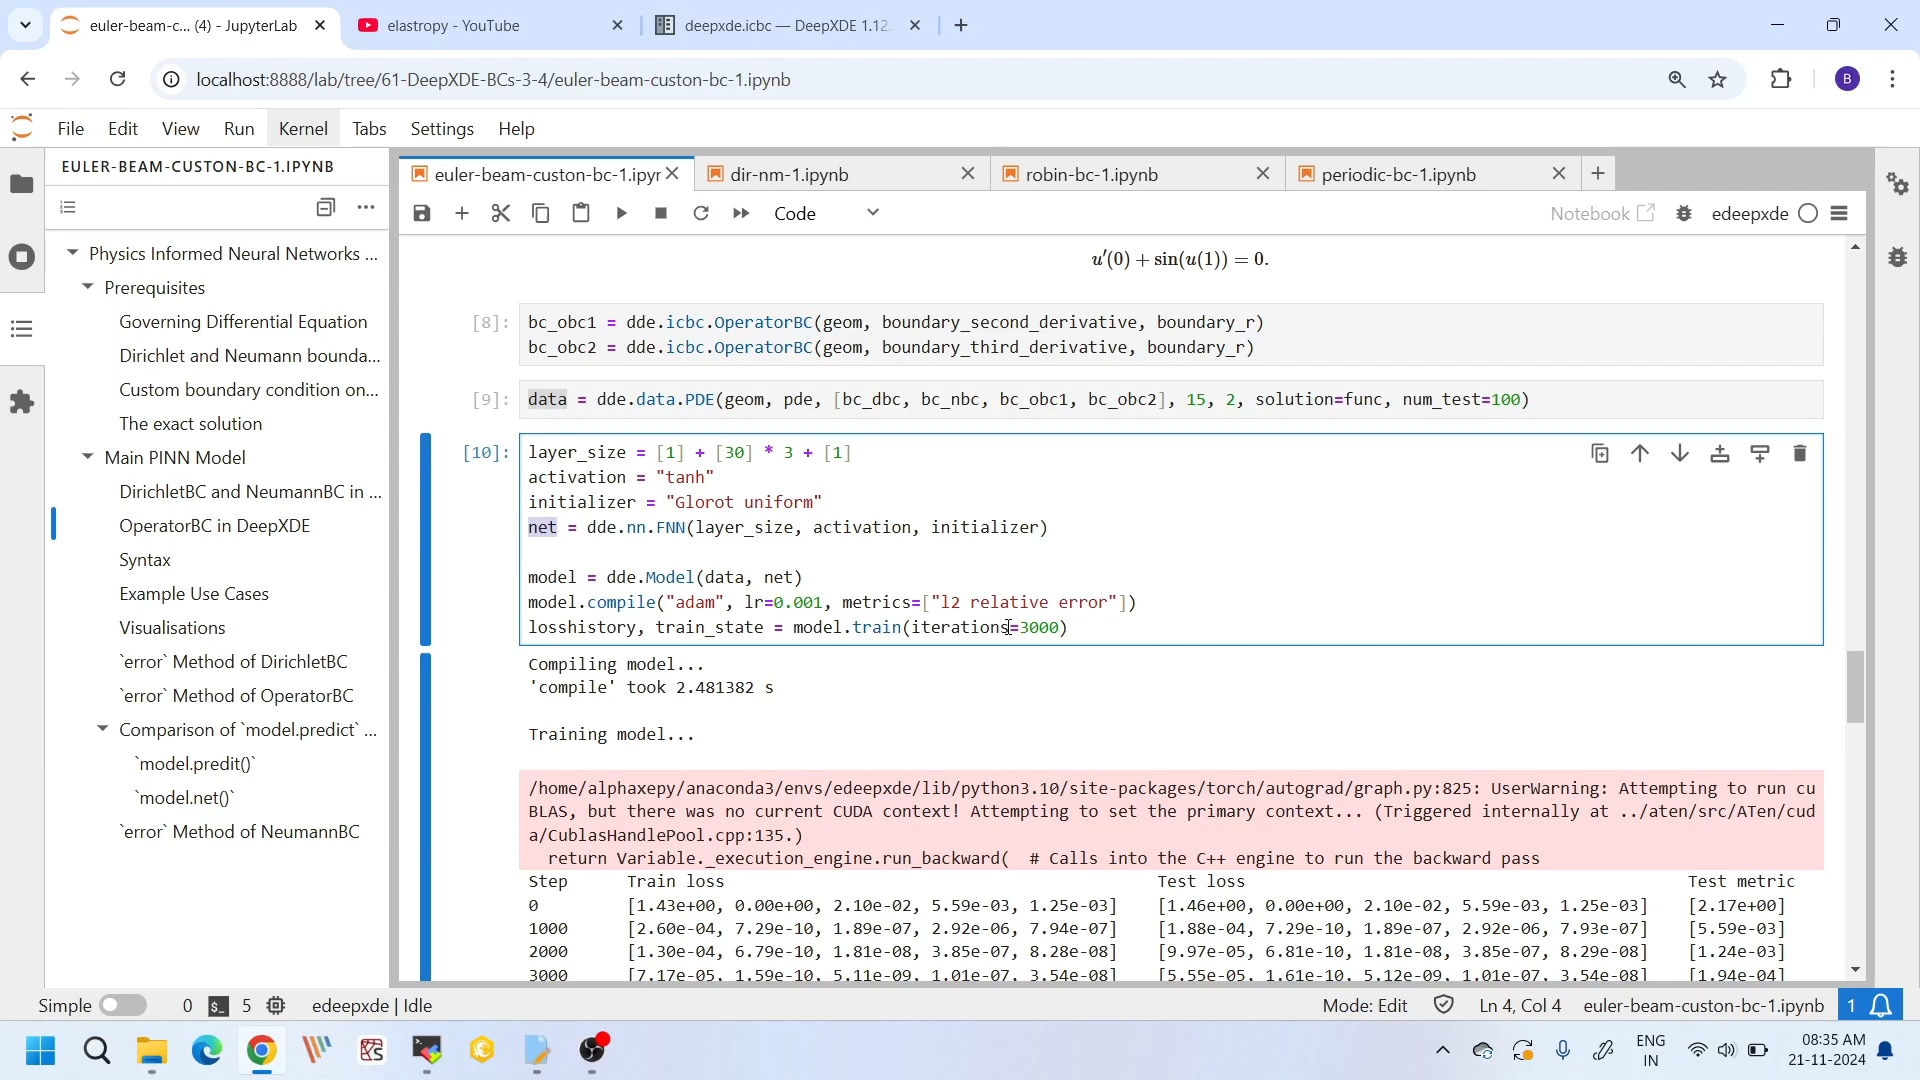 euler-beam-c... (4) - JupyterLab
elastropy - YouTube
deepxde.icbc — DeepXDE 1.12.
localhost:8888/lab/tree/61-DeepXDE-BCs-3-4/euler-beam-custon-bc-1.ipynb
B
File Edit View Run Kernel Tabs Settings Help
EULER-BEAM-CUSTON-BC-1.IPYNB
Physics Informed Neural Networks ...
Prerequisites
Governing Differential Equation
Dirichlet and Neumann bounda...
Custom boundary condition on...
The exact solution
Main PINN Model
DirichletBC and NeumannBC in ...
OperatorBC in DeepXDE
Syntax
Example Use Cases
Visualisations
`error` Method of DirichletBC
`error` Method of OperatorBC
Comparison of `model.predict` ...
`model.predit()`
`model.net()`
`error` Method of NeumannBC
euler-beam-custon-bc-1.ipyr
dir-nm-1.ipynb
robin-bc-1.ipynb
periodic-bc-1.ipynb
Code
Notebook
edeepxde
u′(0) + sin(u(1)) = 0.
[8]:
bc_obc1 = dde.icbc.OperatorBC(geom, boundary_second_derivative, boundary_r)
bc_obc2 = dde.icbc.OperatorBC(geom, boundary_third_derivative, boundary_r)
[9]:
data = dde.data.PDE(geom, pde, [bc_dbc, bc_nbc, bc_obc1, bc_obc2], 15, 2, solution=func, num_test=100)
[10]:
layer_size = [1] + [30] * 3 + [1]
activation = "tanh"
initializer = "Glorot uniform"
net = dde.nn.FNN(layer_size, activation, initializer)
model = dde.Model(data, net)
model.compile("adam", lr=0.001, metrics=["l2 relative error"])
losshistory, train_state = model.train(iterations=3000)
Compiling model...
'compile' took 2.481382 s
Training model...
/home/alphaxepy/anaconda3/envs/edeepxde/lib/python3.10/site-packages/torch/autograd/graph.py:825: UserWarning: Attempting to run cu
BLAS, but there was no current CUDA context! Attempting to set the primary context... (Triggered internally at ../aten/src/ATen/cud
a/CublasHandlePool.cpp:135.)
return Variable._execution_engine.run_backward(  # Calls into the C++ engine to run the backward pass
Step Train loss Test loss Test metric
0 [1.43e+00, 0.00e+00, 2.10e-02, 5.59e-03, 1.25e-03] [1.46e+00, 0.00e+00, 2.10e-02, 5.59e-03, 1.25e-03] [2.17e+00]
1000 [2.60e-04, 7.29e-10, 1.89e-07, 2.92e-06, 7.94e-07] [1.88e-04, 7.29e-10, 1.89e-07, 2.92e-06, 7.93e-07] [5.59e-03]
2000 [1.30e-04, 6.79e-10, 1.81e-08, 3.85e-07, 8.28e-08] [9.97e-05, 6.81e-10, 1.81e-08, 3.85e-07, 8.29e-08] [1.24e-03]
3000 [7.17e-05, 1.59e-10, 5.11e-09, 1.01e-07, 3.54e-08] [5.55e-05, 1.61e-10, 5.12e-09, 1.01e-07, 3.54e-08] [1.94e-04]
Simple 0 5 edeepxde | Idle
Mode: Edit Ln 4, Col 4 euler-beam-custon-bc-1.ipynb 1
ENG
IN
08:35 AM
21-11-2024